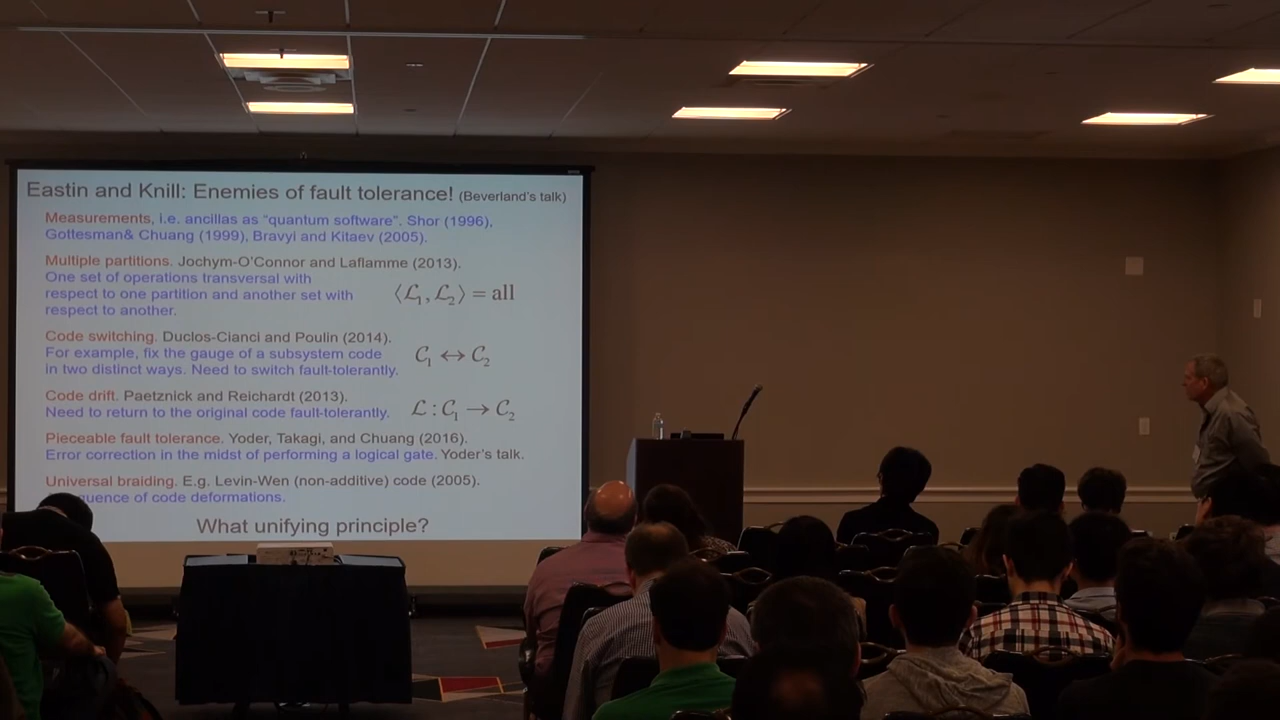 Eastin and Knill: Enemies of fault tolerance! (Beverland's talk)
Measurements, i.e. ancillas as "quantum software". Shor (1996),
Gottesman& Chuang (1999), Bravyi and Kitaev (2005).
Multiple partitions. Jochym-O'Connor and Laflamme (2013).
One set of operations transversal with
respect to one partition and another set with
respect to another.
⟨ℒ₁, ℒ₂⟩ = all
Code switching. Duclos-Cianci and Poulin (2014).
For example, fix the gauge of a subsystem code
in two distinct ways. Need to switch fault-tolerantly.
𝒞₁ ↔ 𝒞₂
Code drift. Paetznick and Reichardt (2013).
Need to return to the original code fault-tolerantly.
ℒ : 𝒞₁ → 𝒞₂
Pieceable fault tolerance. Yoder, Takagi, and Chuang (2016).
Error correction in the midst of performing a logical gate. Yoder's talk.
Universal braiding. E.g. Levin-Wen (non-additive) code (2005).
of code deformations.
What unifying principle?